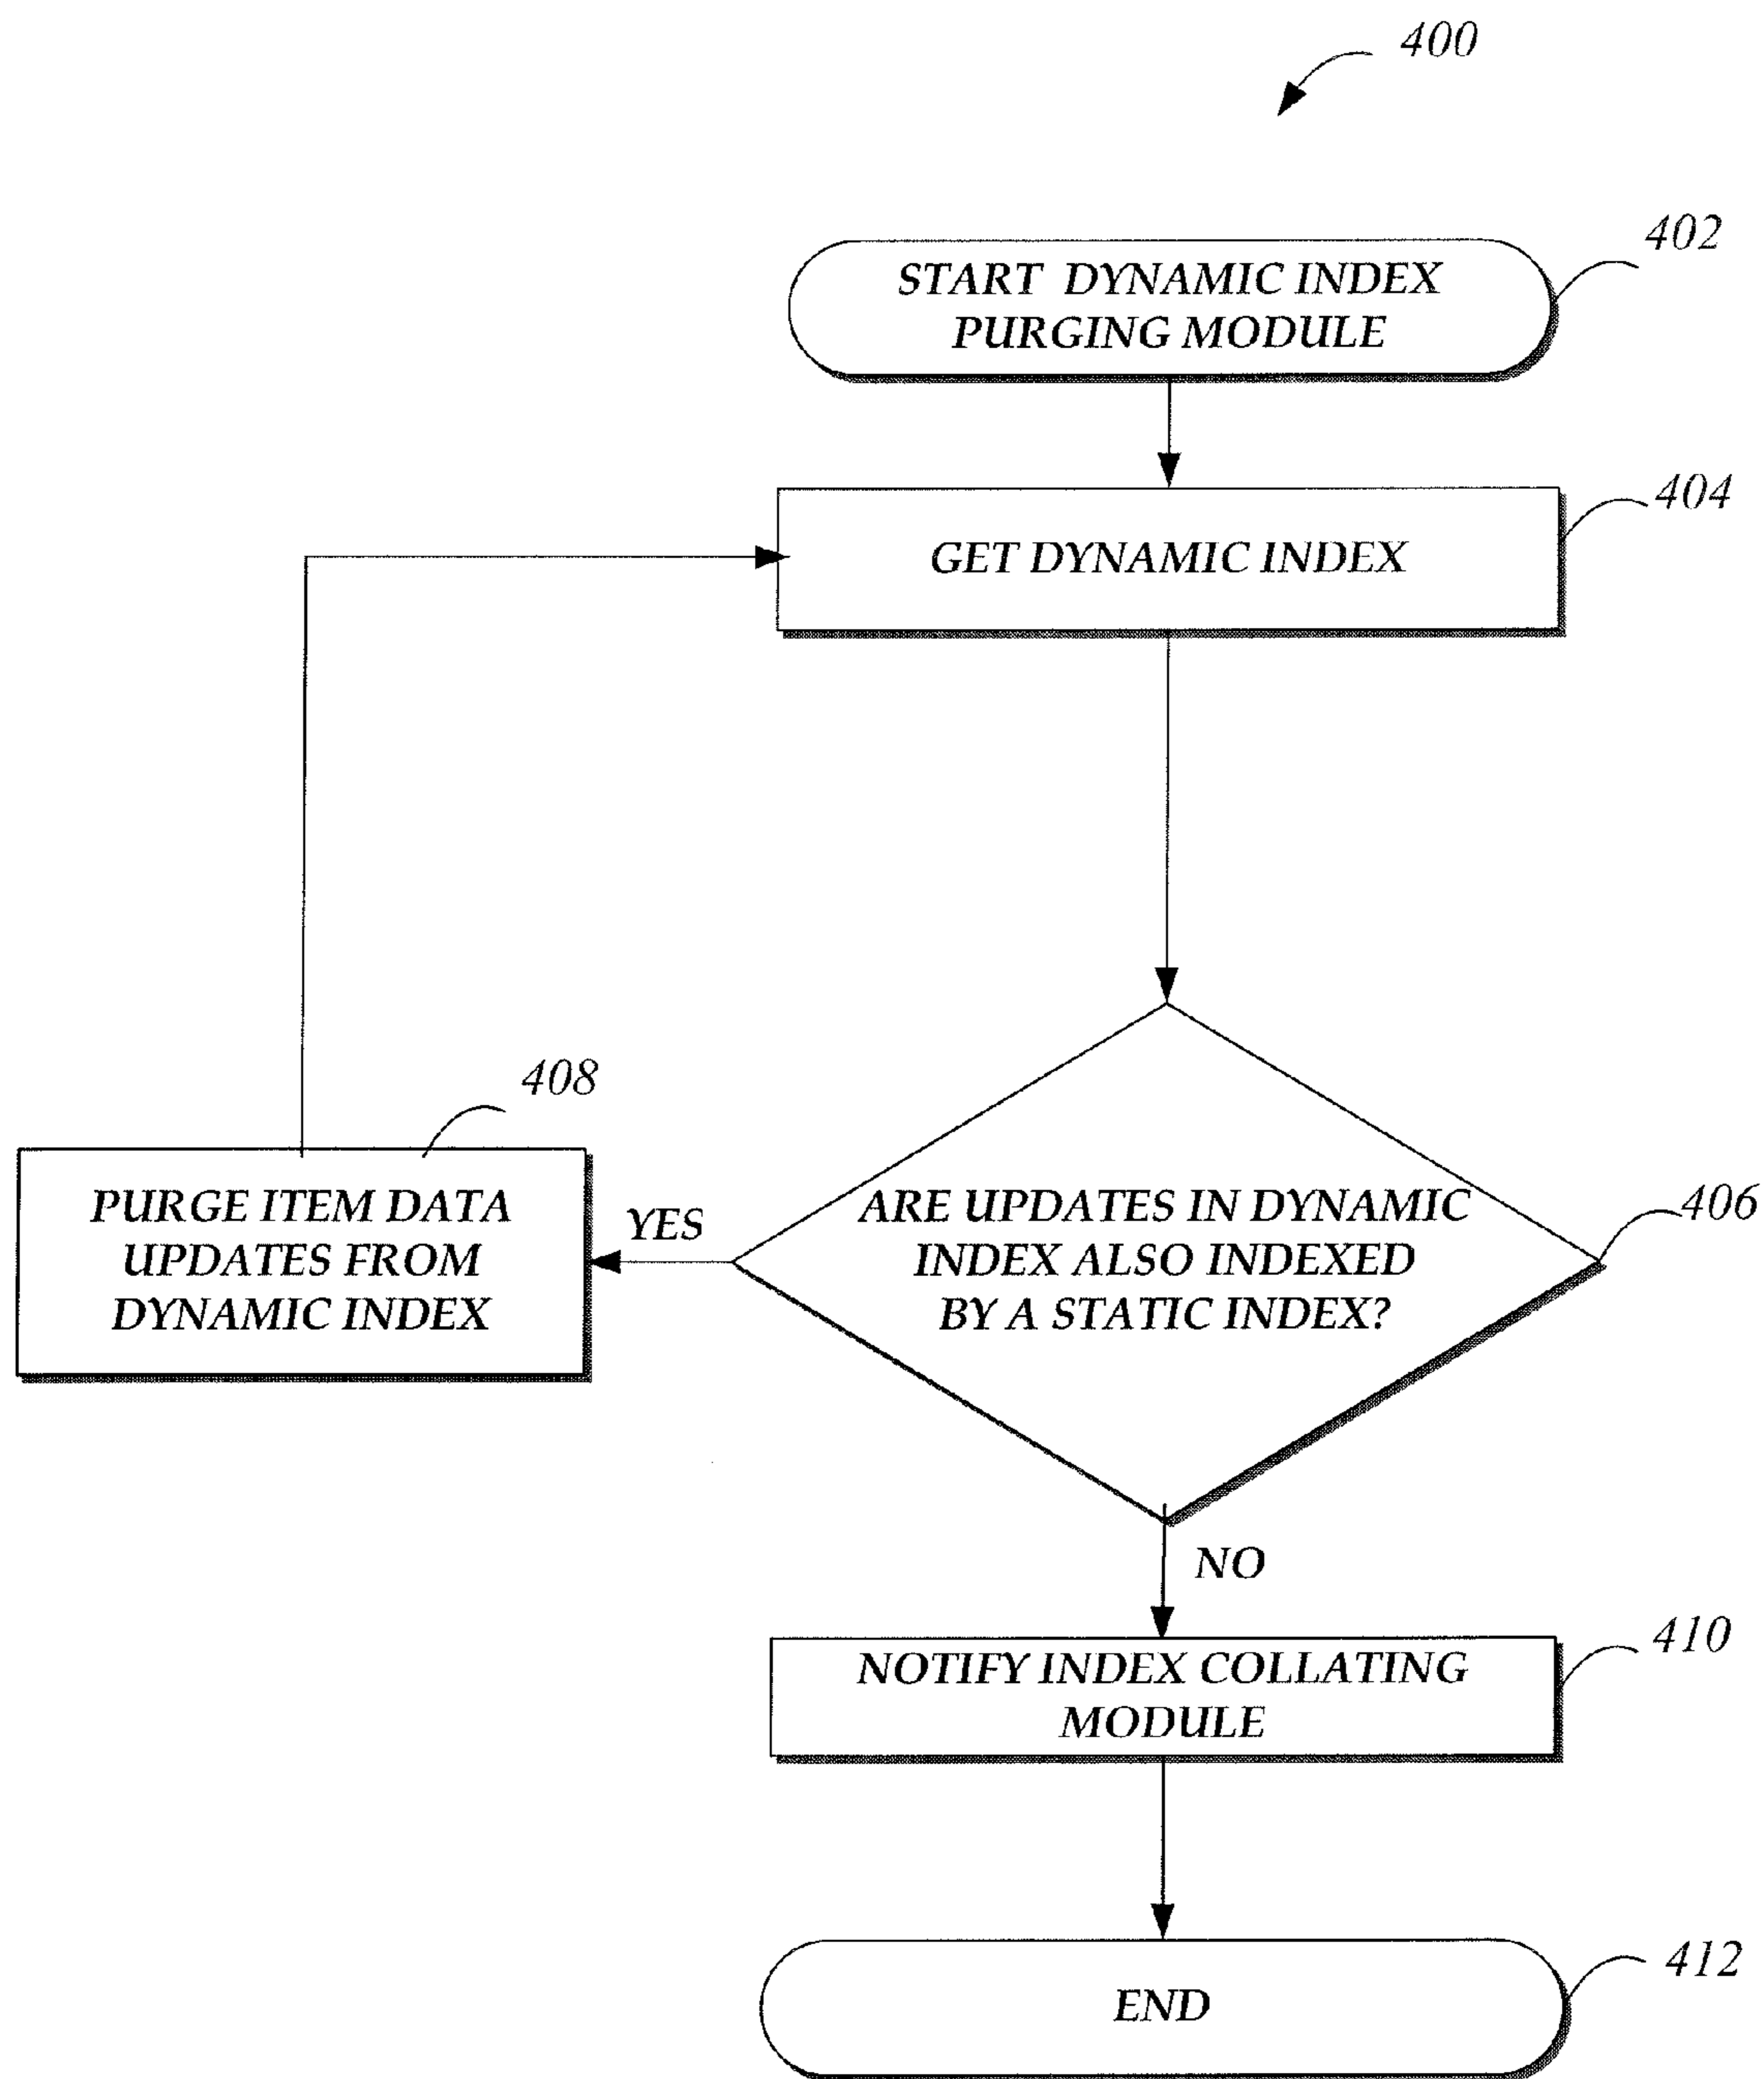 400
402
START DYNAMIC INDEX
PURGING MODULE
404
GET DYNAMIC INDEX
408
PURGE ITEM DATA
UPDATES FROM
DYNAMIC INDEX
YES
ARE UPDATES IN DYNAMIC
INDEX ALSO INDEXED
BY A STATIC INDEX?
406
NO
410
NOTIFY INDEX COLLATING
MODULE
412
END